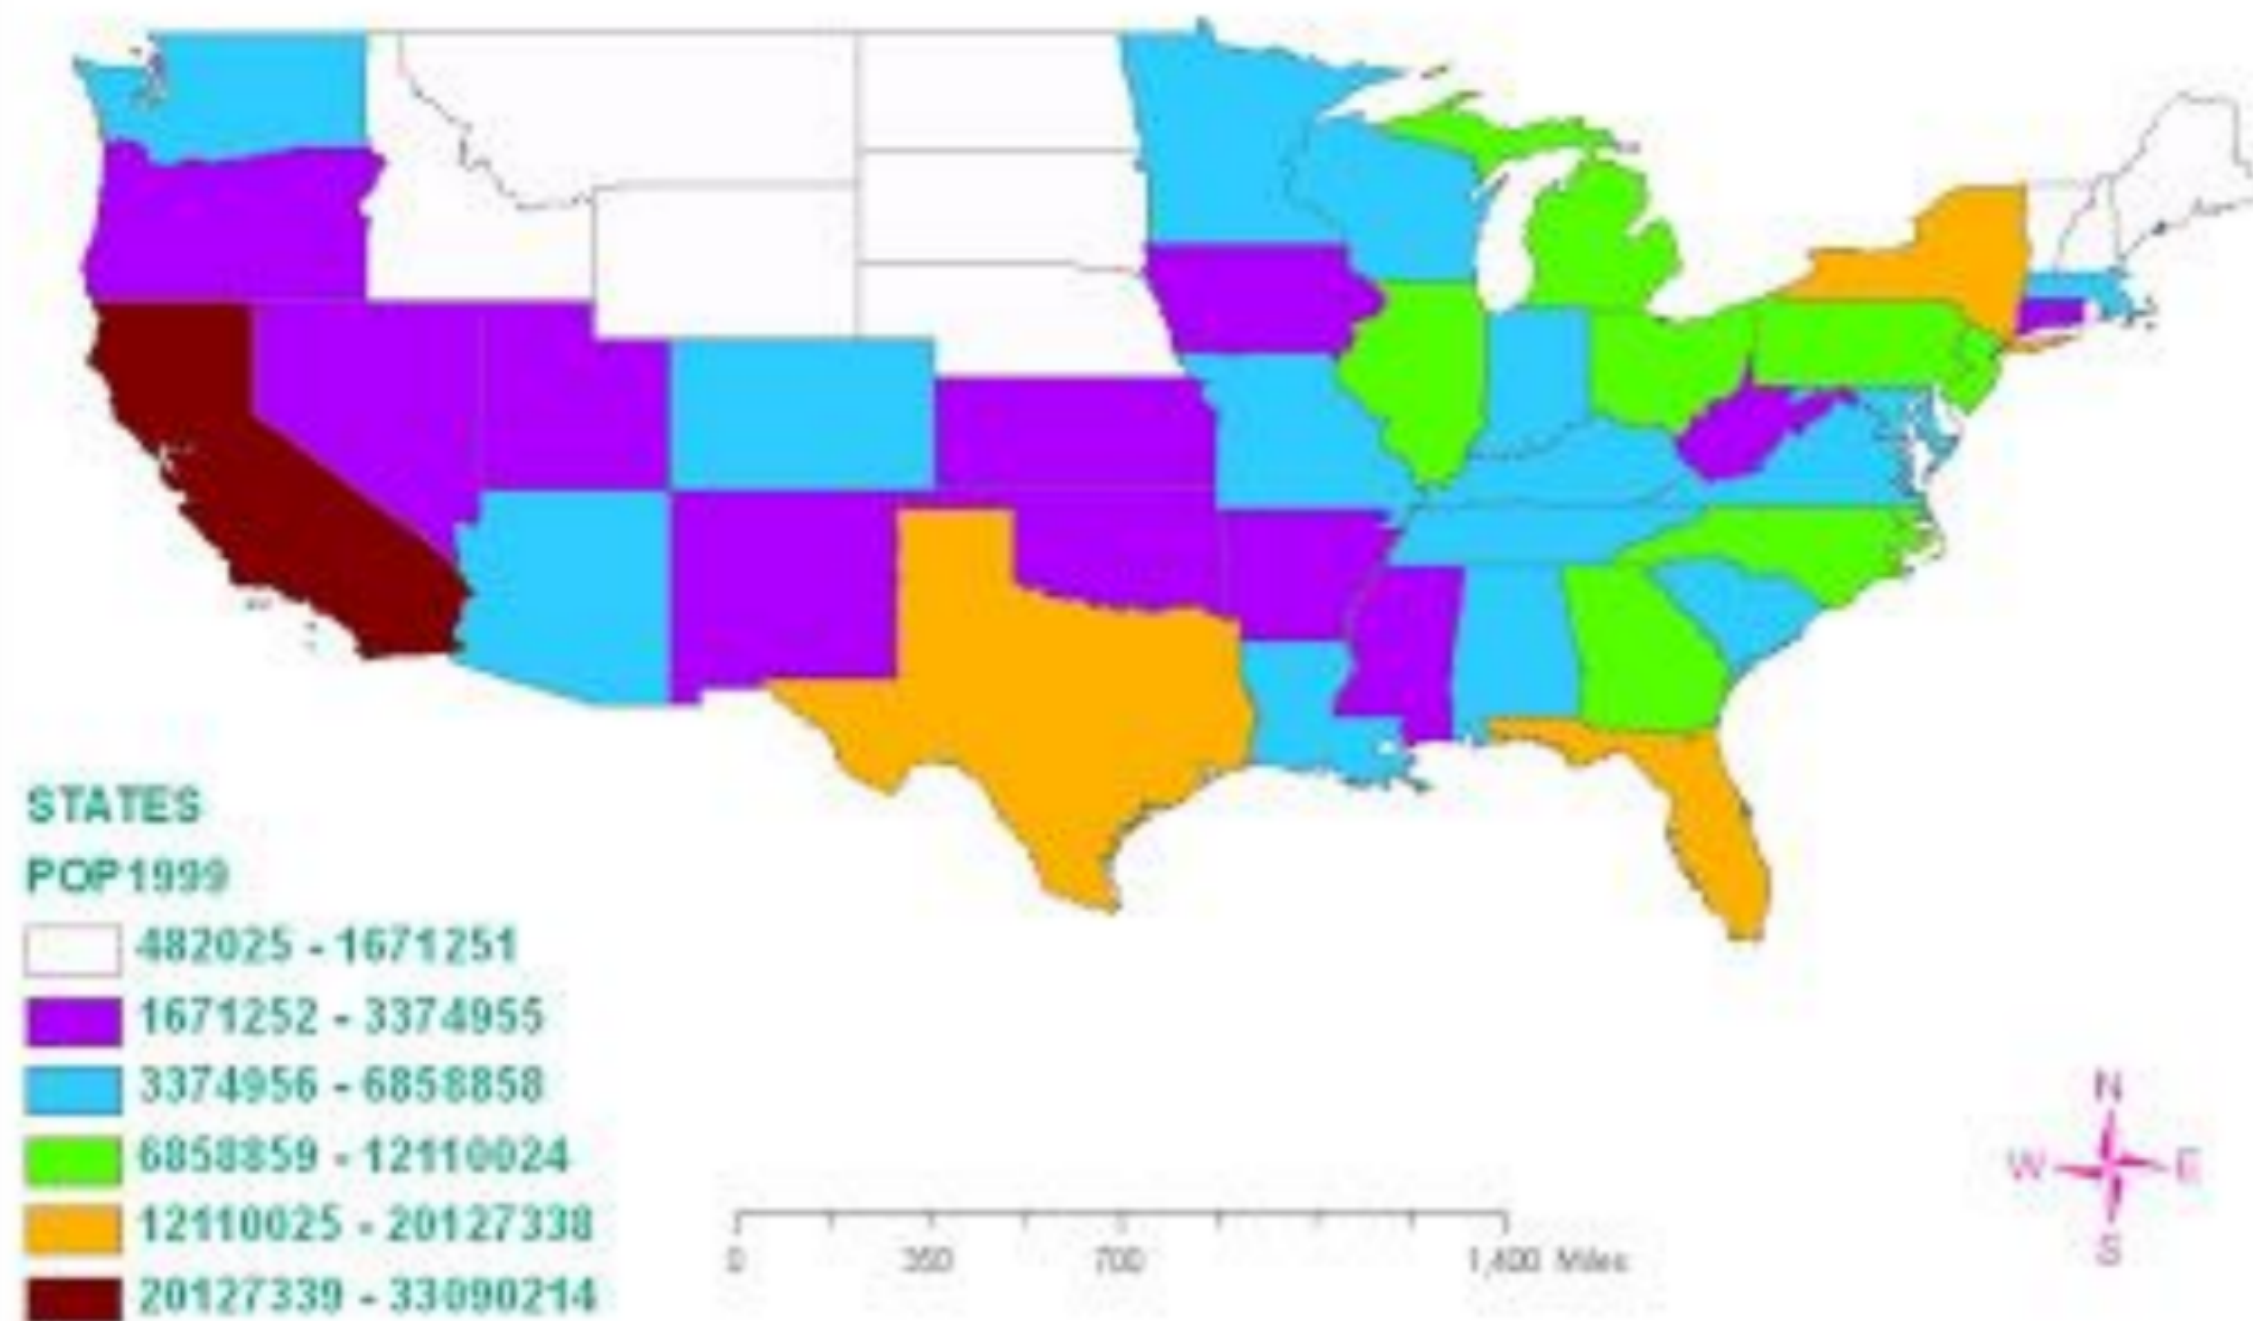 STATES
POP1999
482025 - 1671251
1671252 - 3374955
3374956 - 6858858
6858859 - 12110024
12110025 - 20127338
20127339 - 33090214
0 350 700 1,400 Miles
N
W E
S